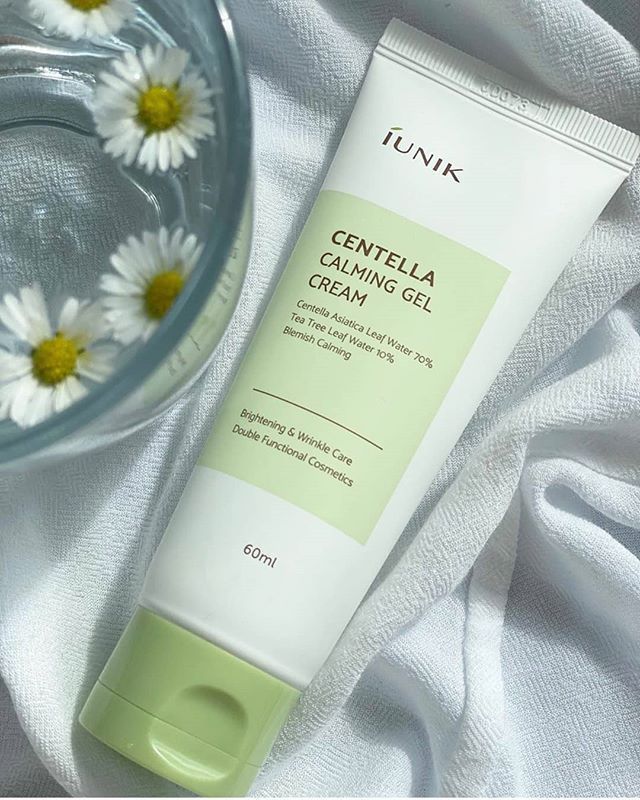 iUNIK
CENTELLA
CALMING GEL
CREAM
Centella Asiatica Leaf Water 70%
Tea Tree Leaf Water 10%
Blemish Calming
Brightening & Wrinkle Care
Double Functional Cosmetics
60ml